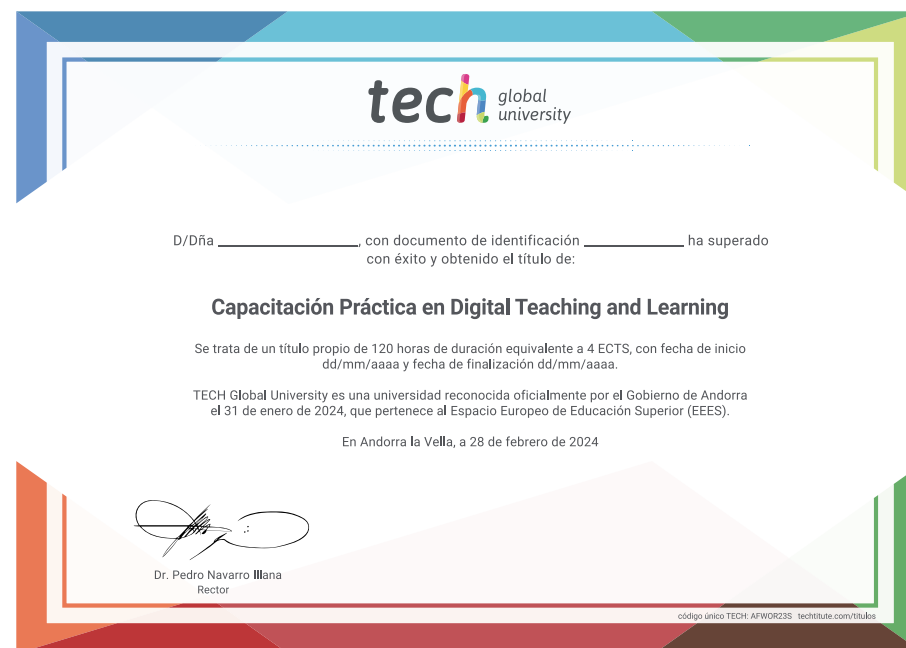 tech global university
D/Dña ____________, con documento de identificación ____________ ha superado
con éxito y obtenido el título de:
Capacitación Práctica en Digital Teaching and Learning
Se trata de un título propio de 120 horas de duración equivalente a 4 ECTS, con fecha de inicio
dd/mm/aaaa y fecha de finalización dd/mm/aaaa.
TECH Global University es una universidad reconocida oficialmente por el Gobierno de Andorra
el 31 de enero de 2024, que pertenece al Espacio Europeo de Educación Superior (EEES).
En Andorra la Vella, a 28 de febrero de 2024
Dr. Pedro Navarro Illana
Rector
código único TECH: AFWOR23S techtitute.com/titulos